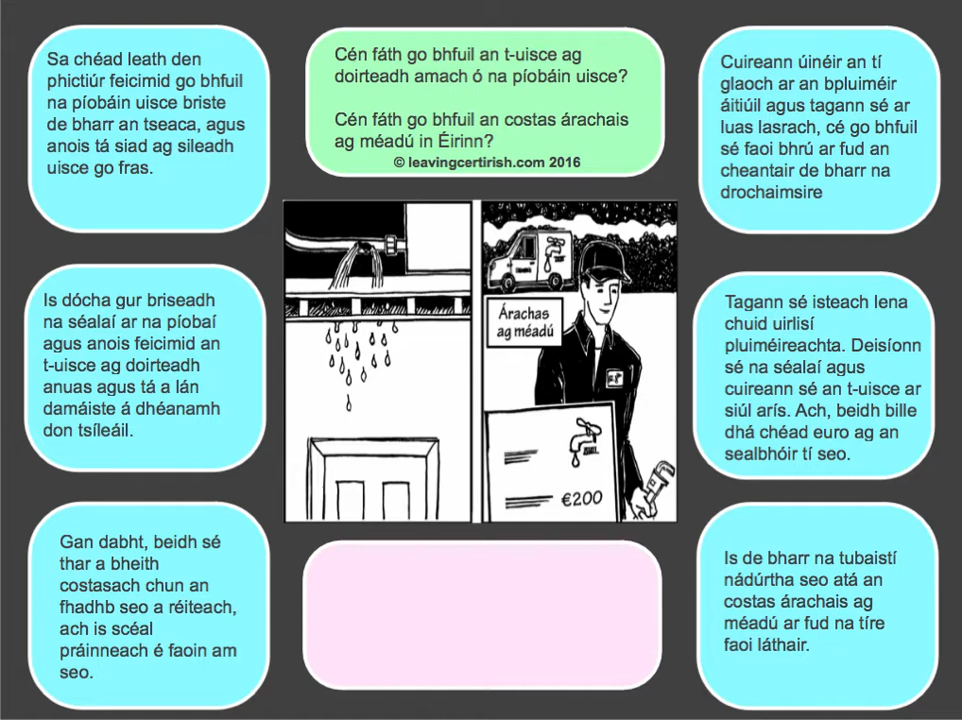 Sa chéad leath den
phictiúr feicimid go bhfuil
na píobáin uisce briste
de bharr an tseaca, agus
anois tá siad ag sileadh
uisce go fras.
Cén fáth go bhfuil an t-uisce ag
doirteadh amach ó na píobáin uisce?
Cén fáth go bhfuil an costas árachais
ag méadú in Éirinn?
© leavingcertirish.com 2016
Cuireann úinéir an tí
glaoch ar an bpluiméir
áitiúil agus tagann sé ar
luas lasrach, cé go bhfuil
sé faoi bhrú ar fud an
cheantair de bharr na
drochaimsire
Is dócha gur briseadh
na séalaí ar na píobaí
agus anois feicimid an
t-uisce ag doirteadh
anuas agus tá a lán
damáiste á dhéanamh
don tsíleáil.
Árachas
ag méadú
€200
Tagann sé isteach lena
chuid uirlisí
pluiméireachta. Deisíonn
sé na séalaí agus
cuireann sé an t-uisce ar
siúl arís. Ach, beidh bille
dhá chéad euro ag an
sealbhóir tí seo.
Gan dabht, beidh sé
thar a bheith
costasach chun an
fhadhb seo a réiteach,
ach is scéal
práinneach é faoin am
seo.
Is de bharr na tubaistí
nádúrtha seo atá an
costas árachais ag
méadú ar fud na tíre
faoi láthair.